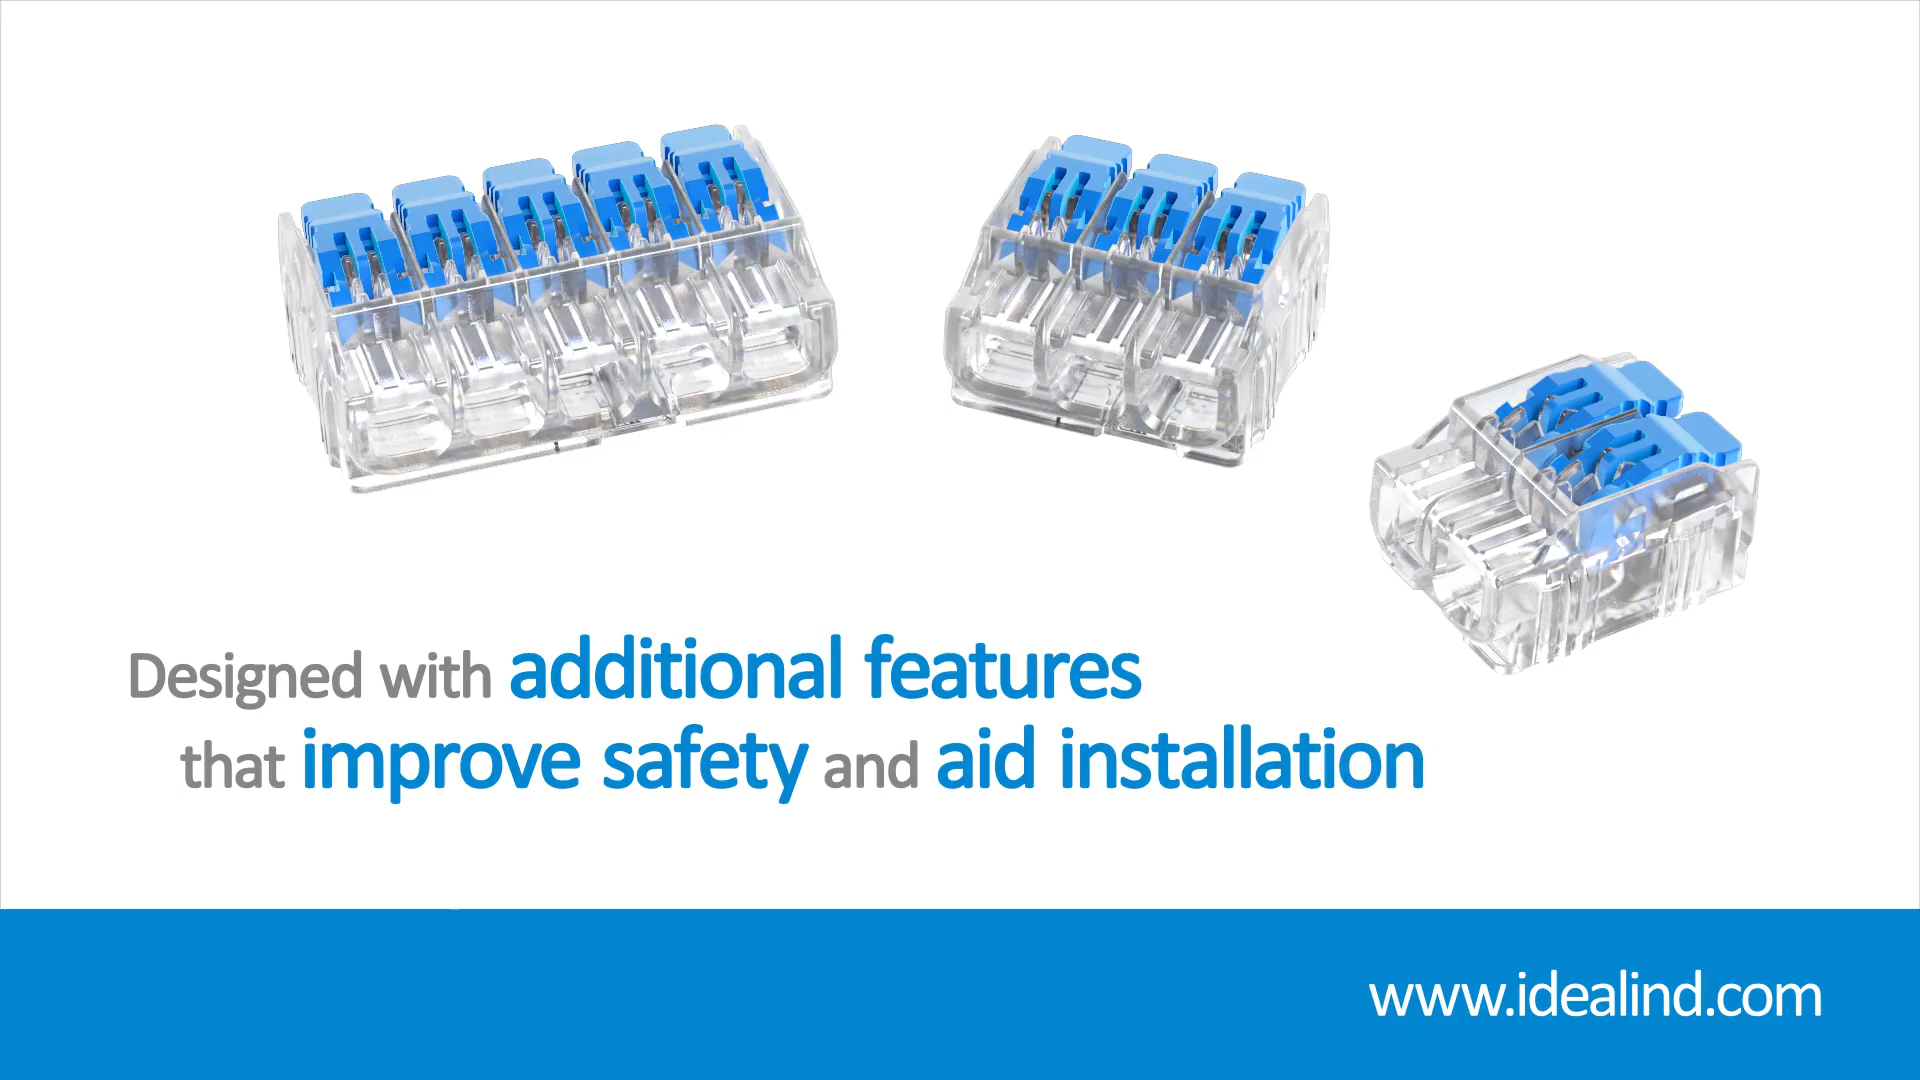 Designed with additional features
that improve safety and aid installation
www.idealind.com